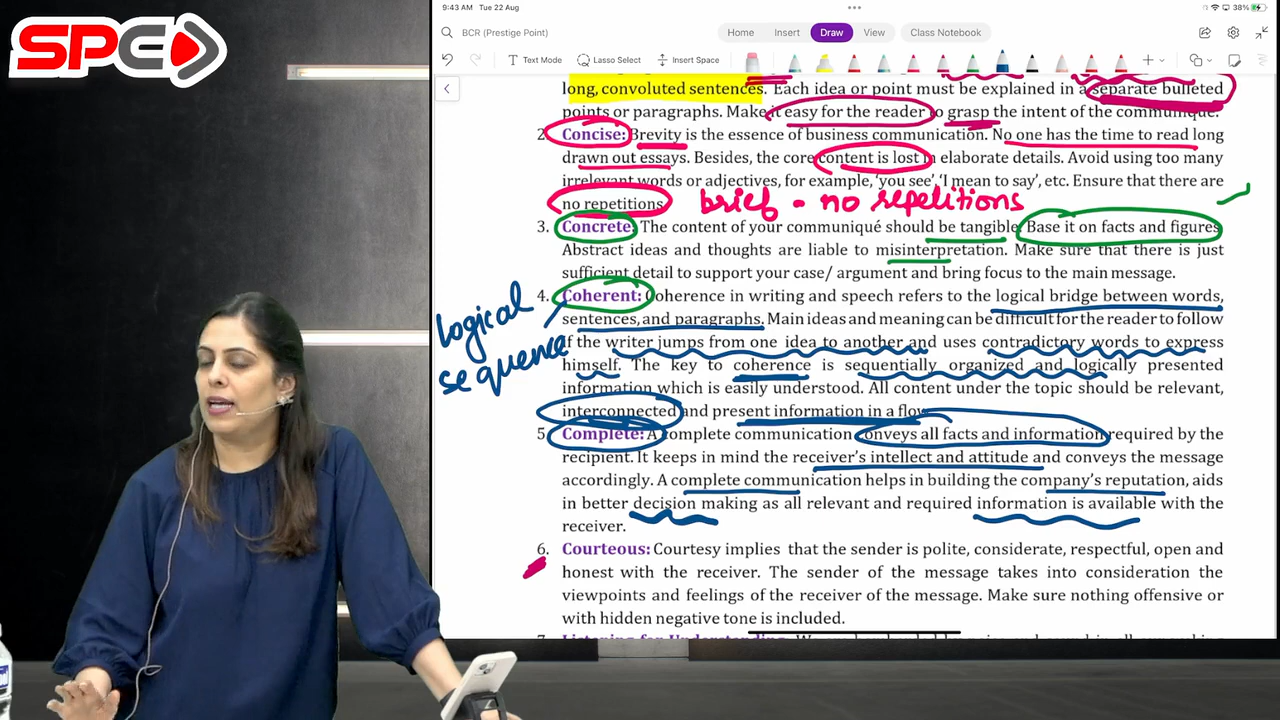 SPC
9:43 AM Tue 22 Aug
38%
BCR (Prestige Point)
Home Insert Draw View Class Notebook
Text Mode Lasso Select Insert Space
long, convoluted sentences. Each idea or point must be explained in a separate bulleted
points or paragraphs. Make it easy for the reader to grasp the intent of the communiqué.
2 Concise: Brevity is the essence of business communication. No one has the time to read long
drawn out essays. Besides, the core content is lost in elaborate details. Avoid using too many
irrelevant words or adjectives, for example, 'you see' 'I mean to say', etc. Ensure that there are
no repetitions
brief - no repetitions
3. Concrete: The content of your communiqué should be tangible. Base it on facts and figures
Abstract ideas and thoughts are liable to misinterpretation. Make sure that there is just
sufficient detail to support your case/ argument and bring focus to the main message.
4. Coherent: Coherence in writing and speech refers to the logical bridge between words,
sentences, and paragraphs. Main ideas and meaning can be difficult for the reader to follow
if the writer jumps from one idea to another and uses contradictory words to express
himself. The key to coherence is sequentially organized and logically presented
information which is easily understood. All content under the topic should be relevant,
interconnected and present information in a flow
logical
sequence
5. Complete: A complete communication conveys all facts and information required by the
recipient. It keeps in mind the receiver's intellect and attitude and conveys the message
accordingly. A complete communication helps in building the company's reputation, aids
in better decision making as all relevant and required information is available with the
receiver.
6. Courteous: Courtesy implies that the sender is polite, considerate, respectful, open and
honest with the receiver. The sender of the message takes into consideration the
viewpoints and feelings of the receiver of the message. Make sure nothing offensive or
with hidden negative tone is included.